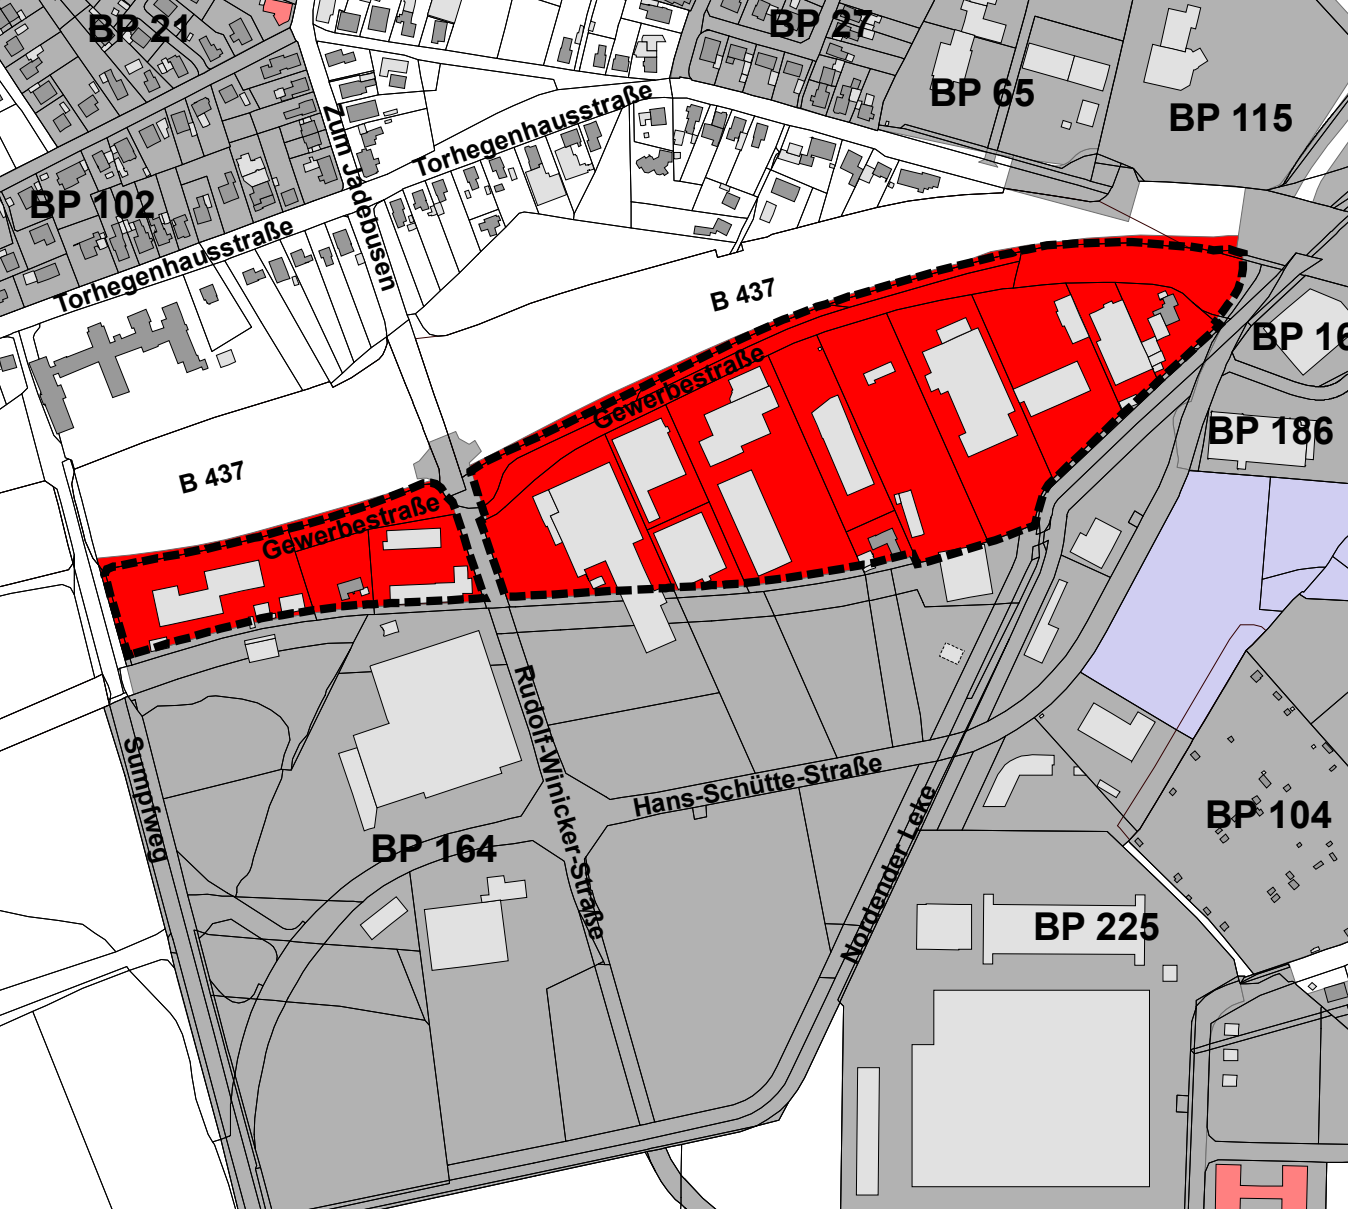 BP 21
BP 27
BP 65
BP 115
Torhegenhausstraße
Zum Jadebusen
BP 102
Torhegenhausstraße
B 437
BP 16
Gewerbestraße
BP 186
B 437
Gewerbestraße
Rudolf-Winicker-Straße
Sumpfweg
Hans-Schütte-Straße
Nordender Leke
BP 104
BP 164
BP 225